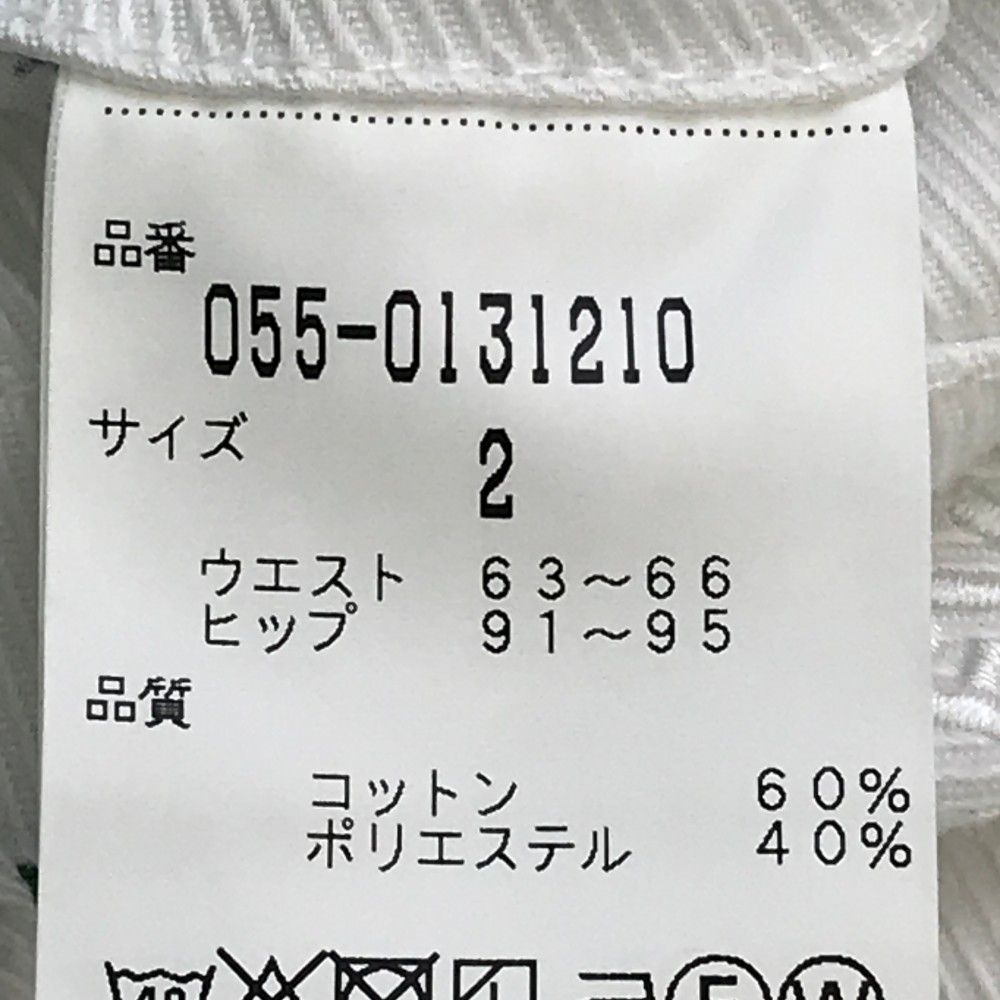 品番
055-0131210
サイズ
2
ウエスト 63～66
ヒップ 91～95
品質
コットン 60%
ポリエステル 40%
40 F W